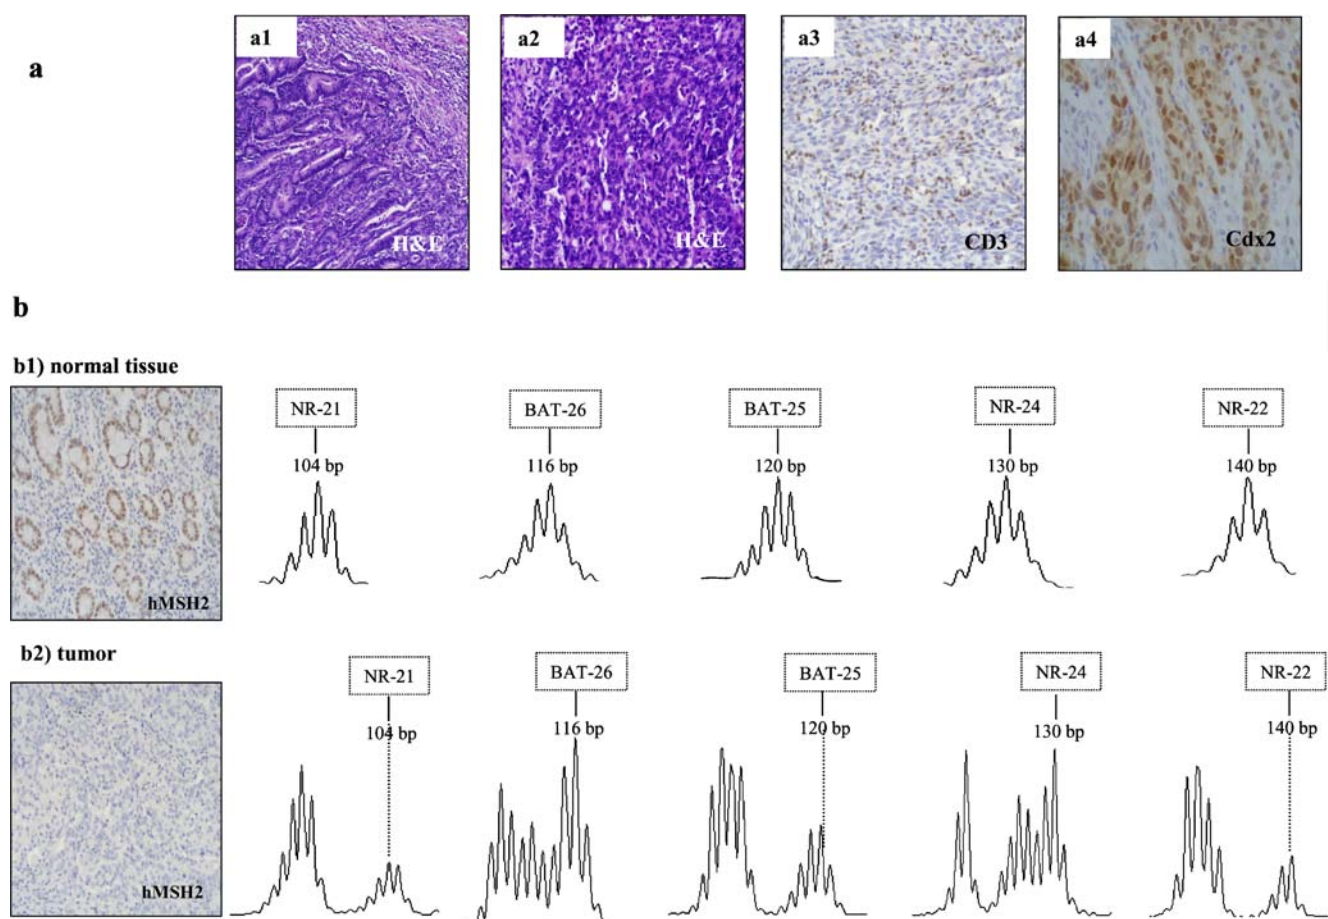 a
a1
a2
a3
a4
H&E
H&E
CD3
Cdx2
b
b1) normal tissue
NR-21
BAT-26
BAT-25
NR-24
NR-22
104 bp
116 bp
120 bp
130 bp
140 bp
hMSH2
b2) tumor
NR-21
BAT-26
BAT-25
NR-24
NR-22
104 bp
116 bp
120 bp
130 bp
140 bp
hMSH2